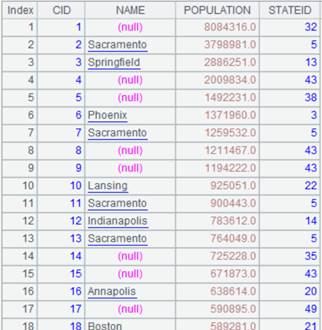 Index CID NAME POPULATION STATEID
1 1 (null) 8084316.0 32
2 2 Sacramento 3798981.0 5
3 3 Springfield 2886251.0 13
4 4 (null) 2009834.0 43
5 5 (null) 1492231.0 38
6 6 Phoenix 1371960.0 3
7 7 Sacramento 1259532.0 5
8 8 (null) 1211467.0 43
9 9 (null) 1194222.0 43
10 10 Lansing 925051.0 22
11 11 Sacramento 900443.0 5
12 12 Indianapolis 783612.0 14
13 13 Sacramento 764049.0 5
14 14 (null) 725228.0 35
15 15 (null) 671873.0 43
16 16 Annapolis 638614.0 20
17 17 (null) 590895.0 49
18 18 Boston 589281.0 21